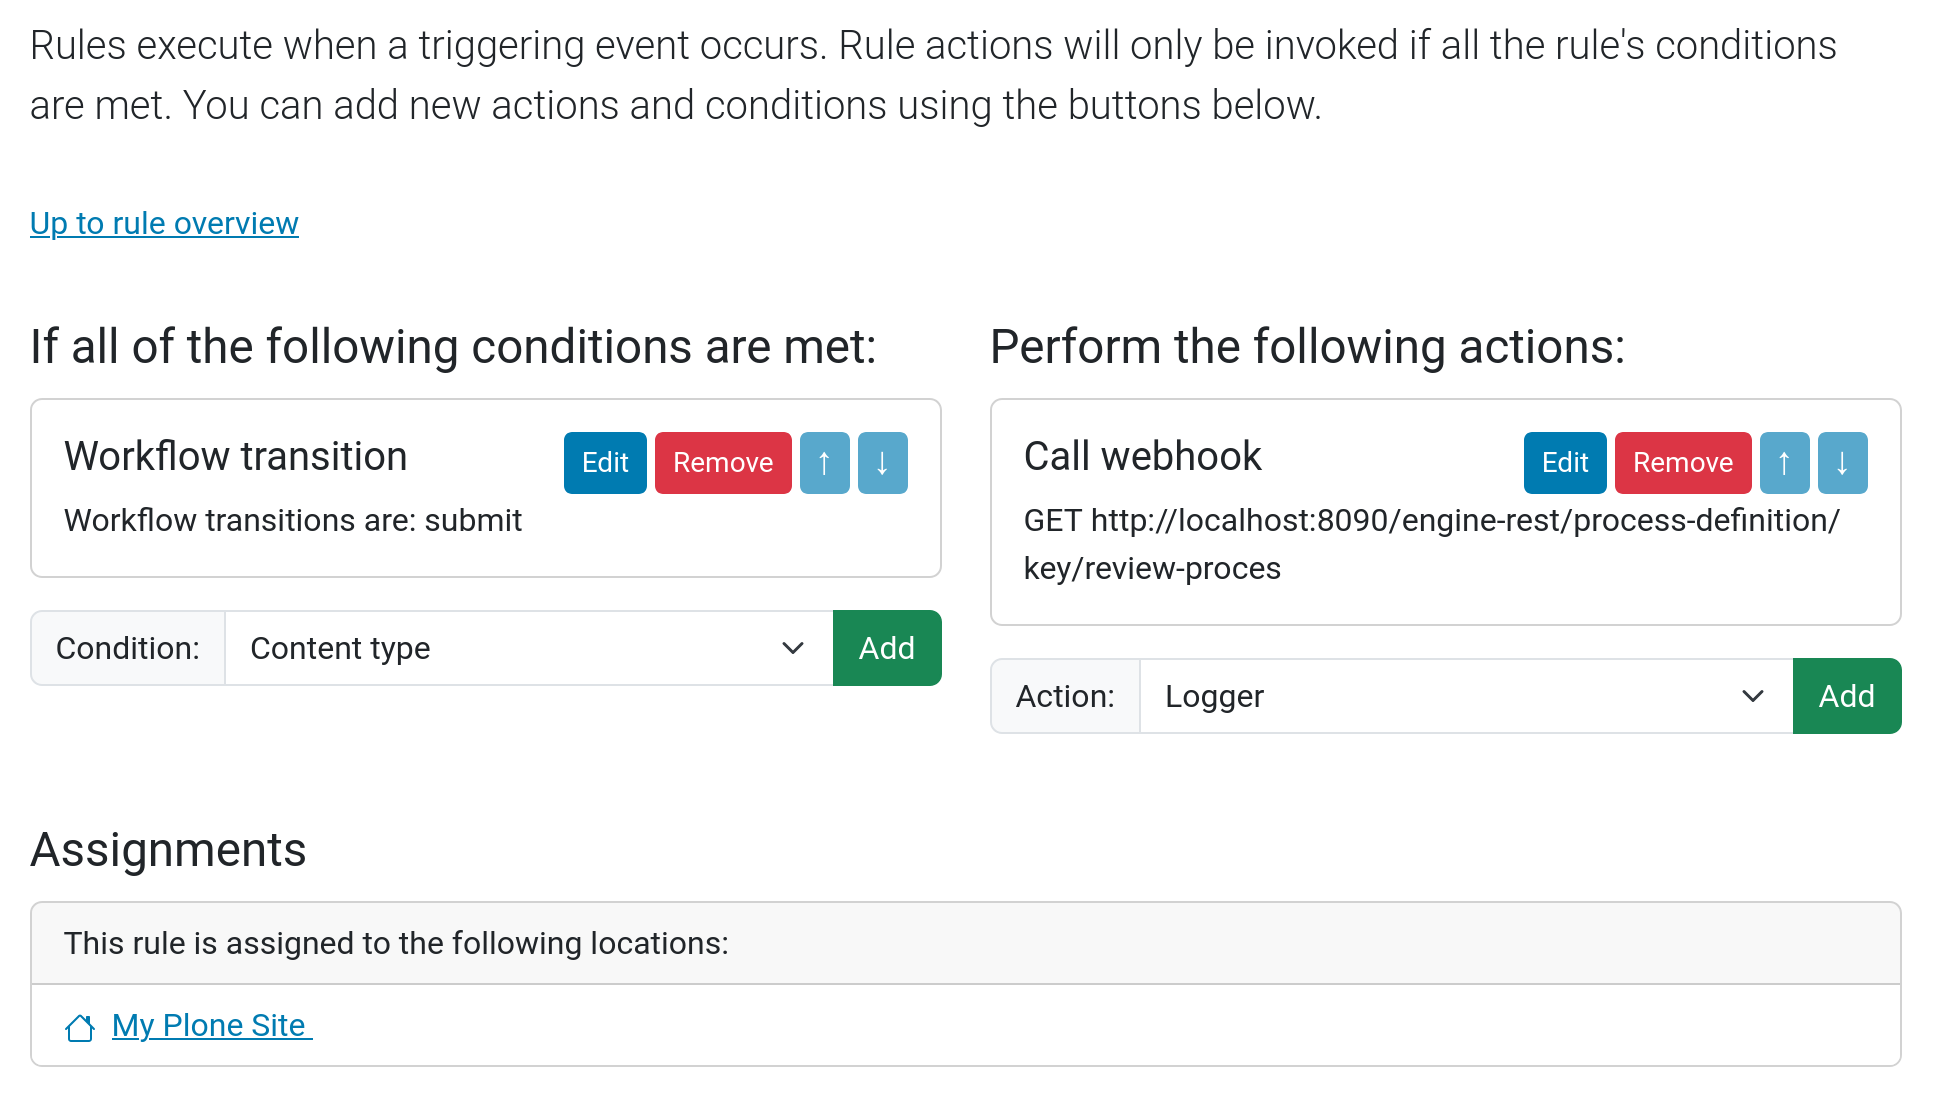 Rules execute when a triggering event occurs. Rule actions will only be invoked if all the rule's conditions
are met. You can add new actions and conditions using the buttons below.
Up to rule overview
If all of the following conditions are met:
Workflow transition Edit Remove ↑ ↓
Workflow transitions are: submit
Condition: Content type Add
Perform the following actions:
Call webhook Edit Remove ↑ ↓
GET http://localhost:8090/engine-rest/process-definition/
key/review-proces
Action: Logger Add
Assignments
This rule is assigned to the following locations:
My Plone Site